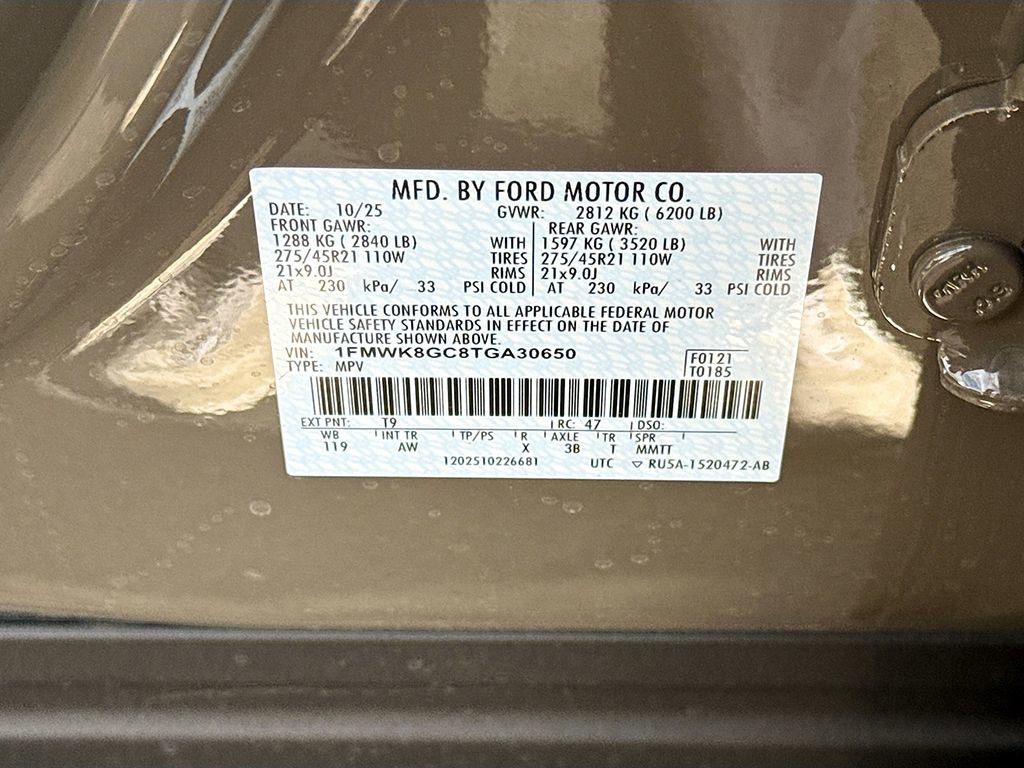 MFD. BY FORD MOTOR CO.
DATE: 10/25 GVWR: 2812 KG ( 6200 LB)
FRONT GAWR: REAR GAWR:
1288 KG ( 2840 LB) WITH 1597 KG ( 3520 LB) WITH
275/45R21 110W TIRES 275/45R21 110W TIRES
21x9.0J RIMS 21x9.0J RIMS
AT 230 kPa/ 33 PSI COLD AT 230 kPa/ 33 PSI COLD
THIS VEHICLE CONFORMS TO ALL APPLICABLE FEDERAL MOTOR
VEHICLE SAFETY STANDARDS IN EFFECT ON THE DATE OF
MANUFACTURE SHOWN ABOVE.
VIN: 1FMWK8GC8TGA30650 F0121
TYPE: MPV T0185
EXT PNT: T9 RC: 47 DSO:
WB INT TR TP/PS R AXLE TR SPR
119 AW X 3B T MMTT
1202510226681 UTC ▽ RU5A-1520472-AB